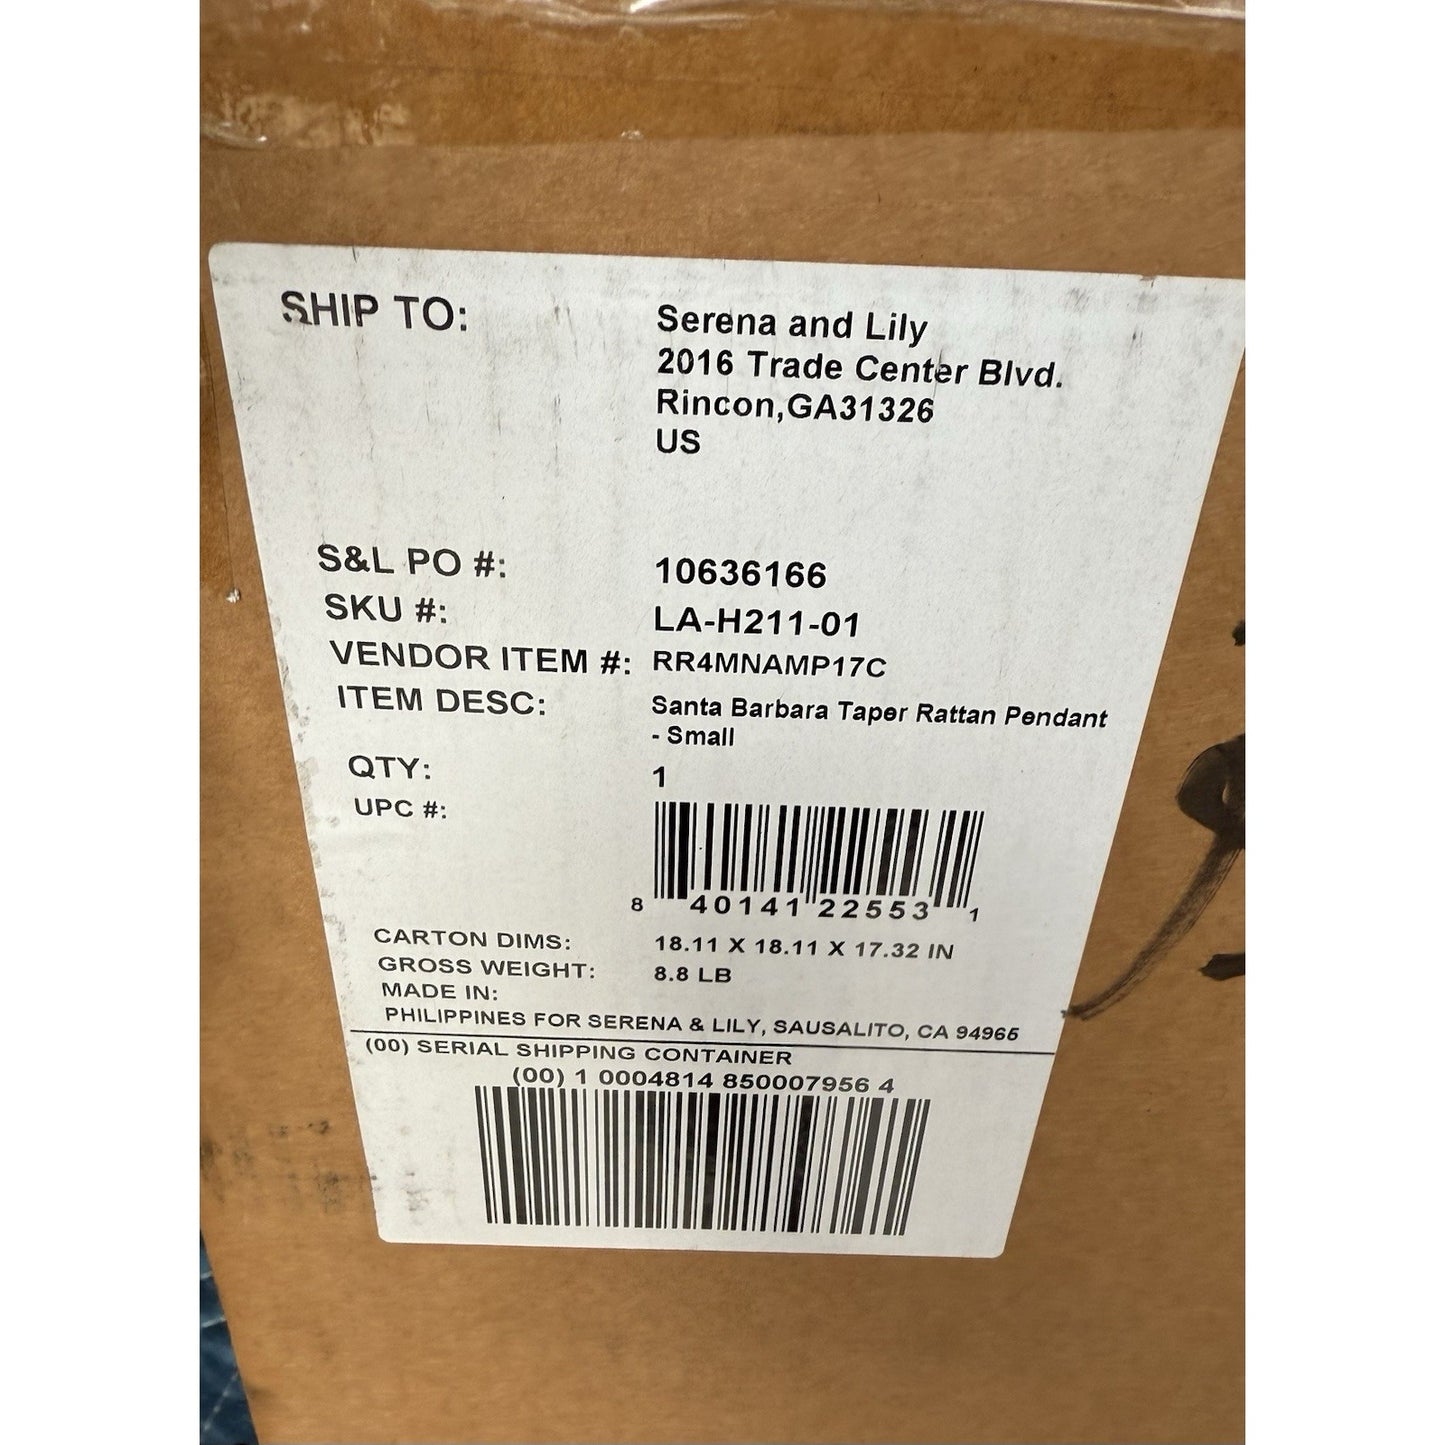 SHIP TO: Serena and Lily
2016 Trade Center Blvd.
Rincon,GA31326
US
S&L PO #: 10636166
SKU #: LA-H211-01
VENDOR ITEM #: RR4MNAMP17C
ITEM DESC: Santa Barbara Taper Rattan Pendant
- Small
QTY: 1
UPC #:
8 40141 22553 1
CARTON DIMS: 18.11 X 18.11 X 17.32 IN
GROSS WEIGHT: 8.8 LB
MADE IN:
PHILIPPINES FOR SERENA & LILY, SAUSALITO, CA 94965
(00) SERIAL SHIPPING CONTAINER
(00) 1 0004814 850007956 4